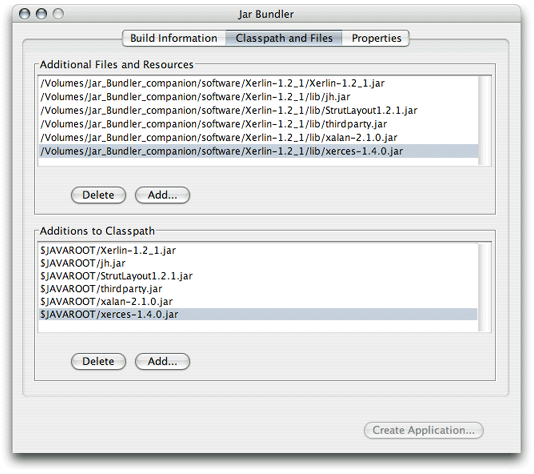 Jar Bundler
Build Information Classpath and Files Properties
Additional Files and Resources
/Volumes/Jar_Bundler_companion/software/Xerlin-1.2_1/Xerlin-1.2_1.jar
/Volumes/Jar_Bundler_companion/software/Xerlin-1.2_1/lib/jh.jar
/Volumes/Jar_Bundler_companion/software/Xerlin-1.2_1/lib/StrutLayout1.2.1.jar
/Volumes/Jar_Bundler_companion/software/Xerlin-1.2_1/lib/thirdparty.jar
/Volumes/Jar_Bundler_companion/software/Xerlin-1.2_1/lib/xalan-2.1.0.jar
/Volumes/Jar_Bundler_companion/software/Xerlin-1.2_1/lib/xerces-1.4.0.jar
Delete Add...
Additions to Classpath
$JAVAROOT/Xerlin-1.2_1.jar
$JAVAROOT/jh.jar
$JAVAROOT/StrutLayout1.2.1.jar
$JAVAROOT/thirdparty.jar
$JAVAROOT/xalan-2.1.0.jar
$JAVAROOT/xerces-1.4.0.jar
Delete Add...
Create Application...